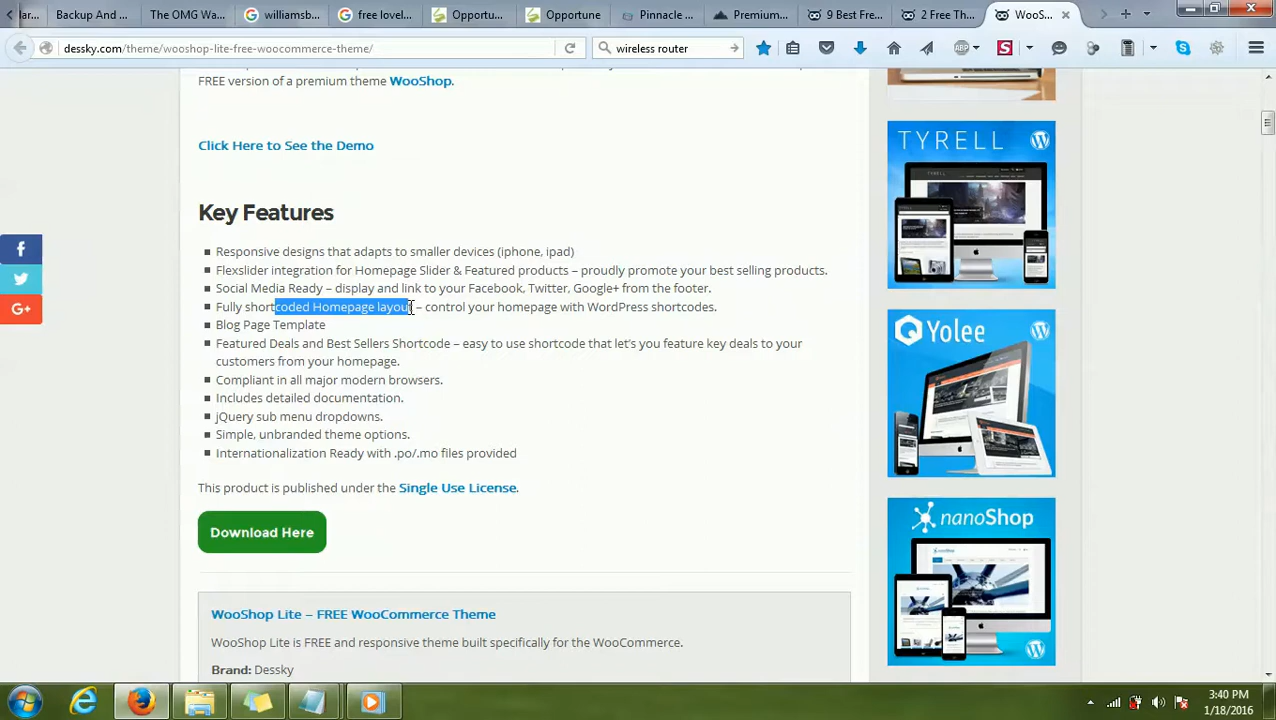 Backup And
The OMG Wa...
william
free lovel
Opportu...
Opportune
Pinnacle ...
Premium...
9 Best Fre...
2 Free Th...
WooS...
dessky.com/theme/wooshop-lite-free-woocommerce-theme/
wireless router
FREE version of a premium theme WooShop.
Click Here to See the Demo
TYRELL
Key Features
Responsive designs that adapts to smaller devices (iphone ipad)
Flexslider integration for Homepage Slider & Featured products – proudly promote your best selling products.
Social Media Ready – display and link to your Facebook, Twitter, Google+ from the footer.
Fully shortcoded Homepage layout – control your homepage with WordPress shortcodes.
Blog Page Template
Featured Deals and Best Sellers Shortcode – easy to use shortcode that let's you feature key deals to your
customers from your homepage.
Compliant in all major modern browsers.
Includes detailed documentation.
jQuery sub menu dropdowns.
Simple, unbranded theme options.
Internationalization Ready with .po/.mo files provided
Yolee
This product is published under the Single Use License.
Download Here
nanoShop
WooShop Lite – FREE WooCommerce Theme
WooShop is a FREE and responsive theme built specifically for the WooCommerce.
Brand: Dessky
3:40 PM
1/18/2016